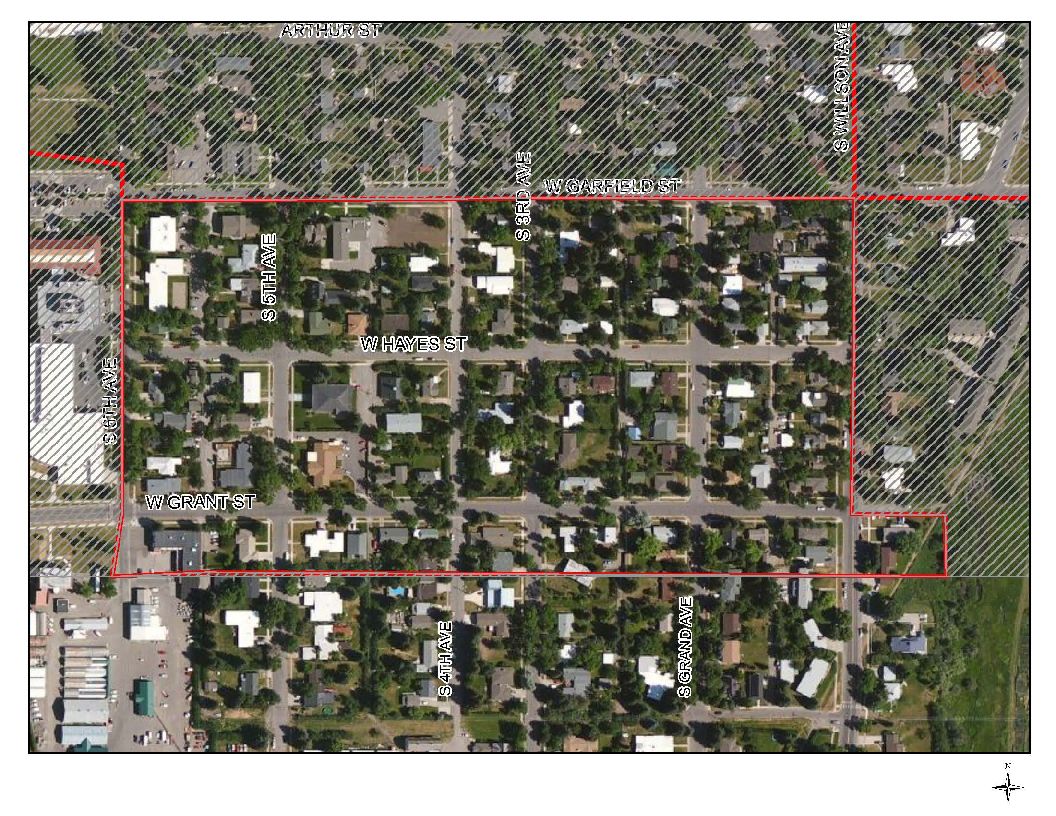 ARTHUR ST
S WILLSON AVE
W GARFIELD ST
S 3RD AVE
S 5TH AVE
W HAYES ST
S 6TH AVE
W GRANT ST
S 4TH AVE
S GRAND AVE
N